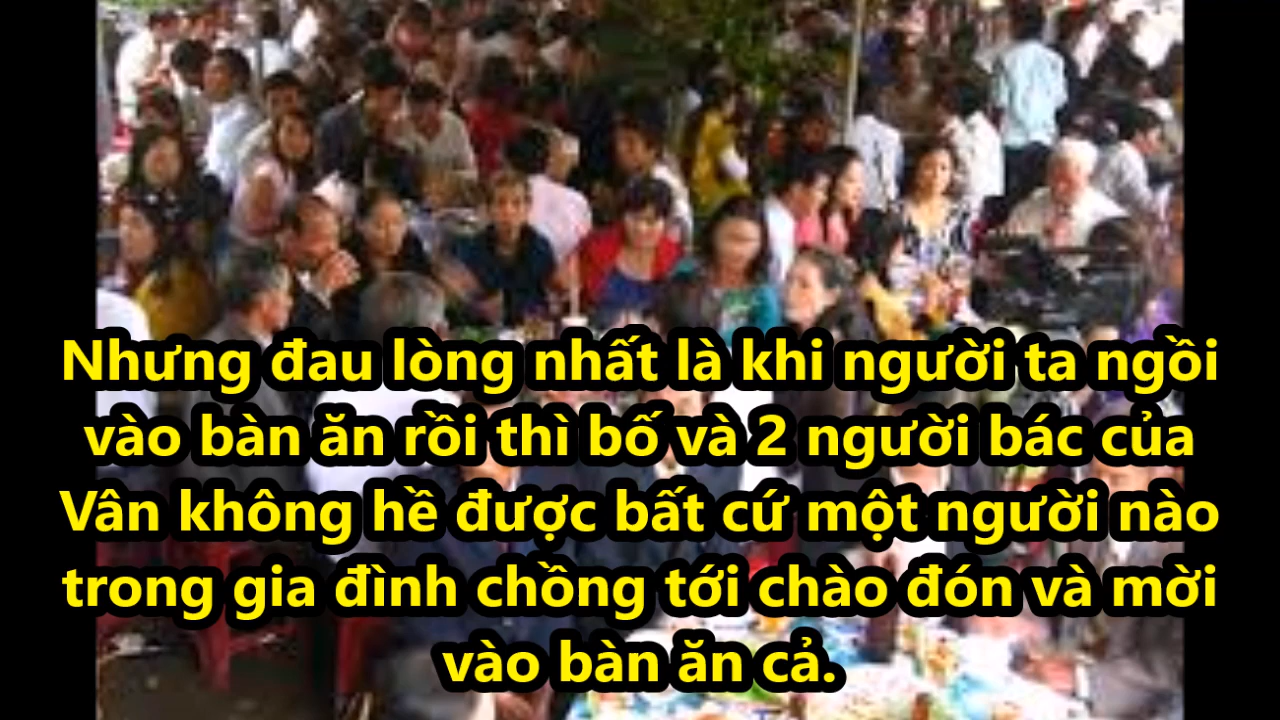 Nhưng đau lòng nhất là khi người ta ngồi
vào bàn ăn rồi thì bố và 2 người bác của
Vân không hề được bất cứ một người nào
trong gia đình chồng tới chào đón và mời
vào bàn ăn cả.